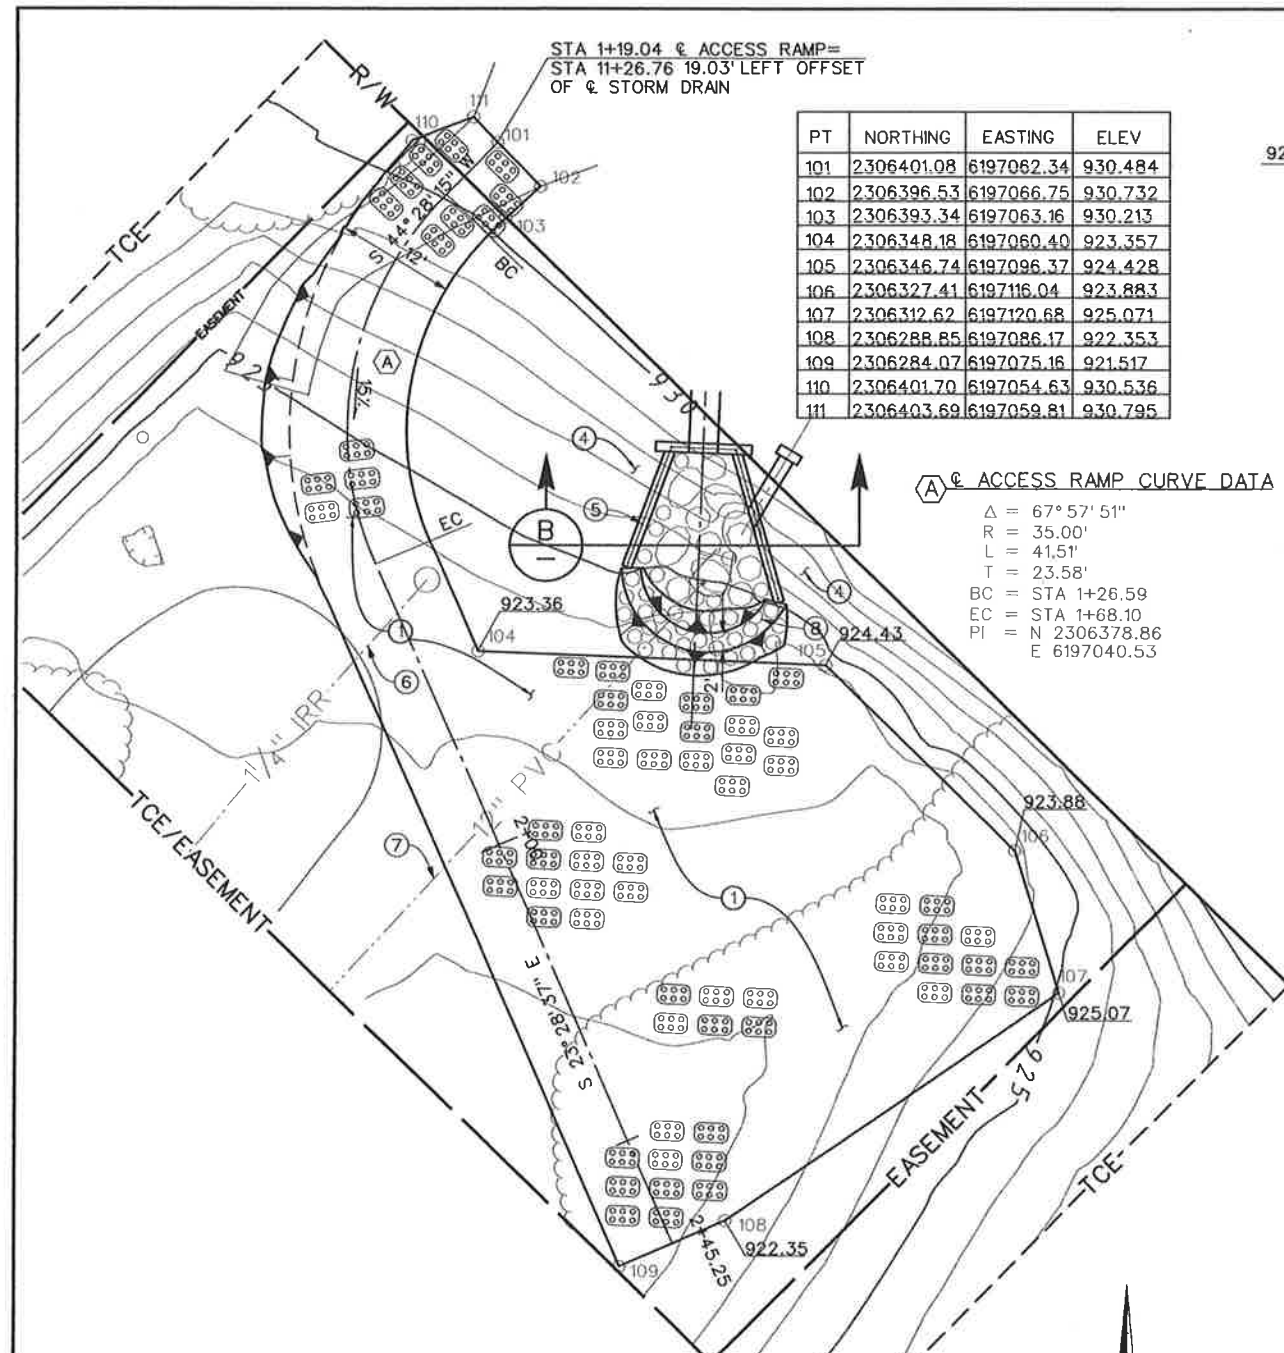 STA 1+19.04 ℄ ACCESS RAMP=
STA 11+26.76 19.03' LEFT OFFSET
OF ℄ STORM DRAIN
R/W
111
110
101
102
103
PT NORTHING EASTING ELEV
101 2306401.08 6197062.34 930.484
102 2306396.53 6197066.75 930.732
103 2306393.34 6197063.16 930.213
104 2306348.18 6197060.40 923.357
105 2306346.74 6197096.37 924.428
106 2306327.41 6197116.04 923.883
107 2306312.62 6197120.68 925.071
108 2306288.85 6197086.17 922.353
109 2306284.07 6197075.16 921.517
110 2306401.70 6197054.63 930.536
111 2306403.69 6197059.81 930.795
92
TCE
S 44° 28' 15" W
12'
BC
EASEMENT
925
A
15%
930
4
5
EC
B
4
8
A ℄ ACCESS RAMP CURVE DATA
Δ = 67° 57' 51"
R = 35.00'
L = 41.51'
T = 23.58'
BC = STA 1+26.59
EC = STA 1+68.10
PI = N 2306378.86
E 6197040.53
923.36
104
1
924.43
105
2'
6
1 1/4" IRR
12" PVC
TCE/EASEMENT
7
2+06
923.88
106
1
S 23° 28' 37" E
107
925.07
925
EASEMENT
TCE
108
922.35
2+45.25
109